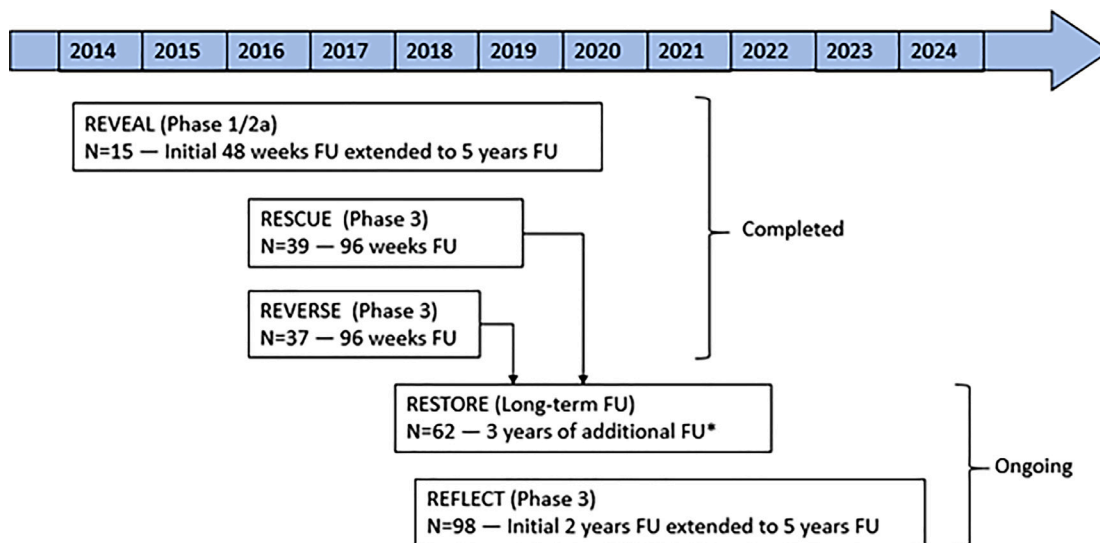 2014 2015 2016 2017 2018 2019 2020 2021 2022 2023 2024
REVEAL (Phase 1/2a)
N=15 — Initial 48 weeks FU extended to 5 years FU
RESCUE (Phase 3)
N=39 — 96 weeks FU
Completed
REVERSE (Phase 3)
N=37 — 96 weeks FU
RESTORE (Long-term FU)
N=62 — 3 years of additional FU*
Ongoing
REFLECT (Phase 3)
N=98 — Initial 2 years FU extended to 5 years FU